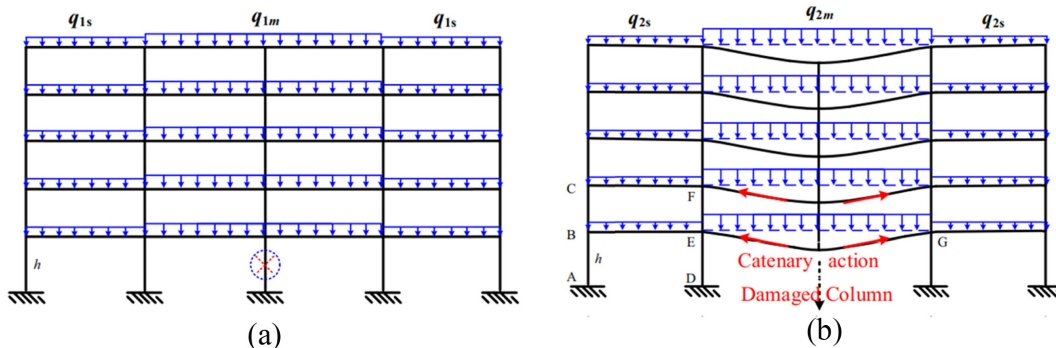 q1s q1m q1s
h
(a)
q2s q2m q2s
C
F
B
E
G
h
Catenary action
A
D
Damaged Column
(b)